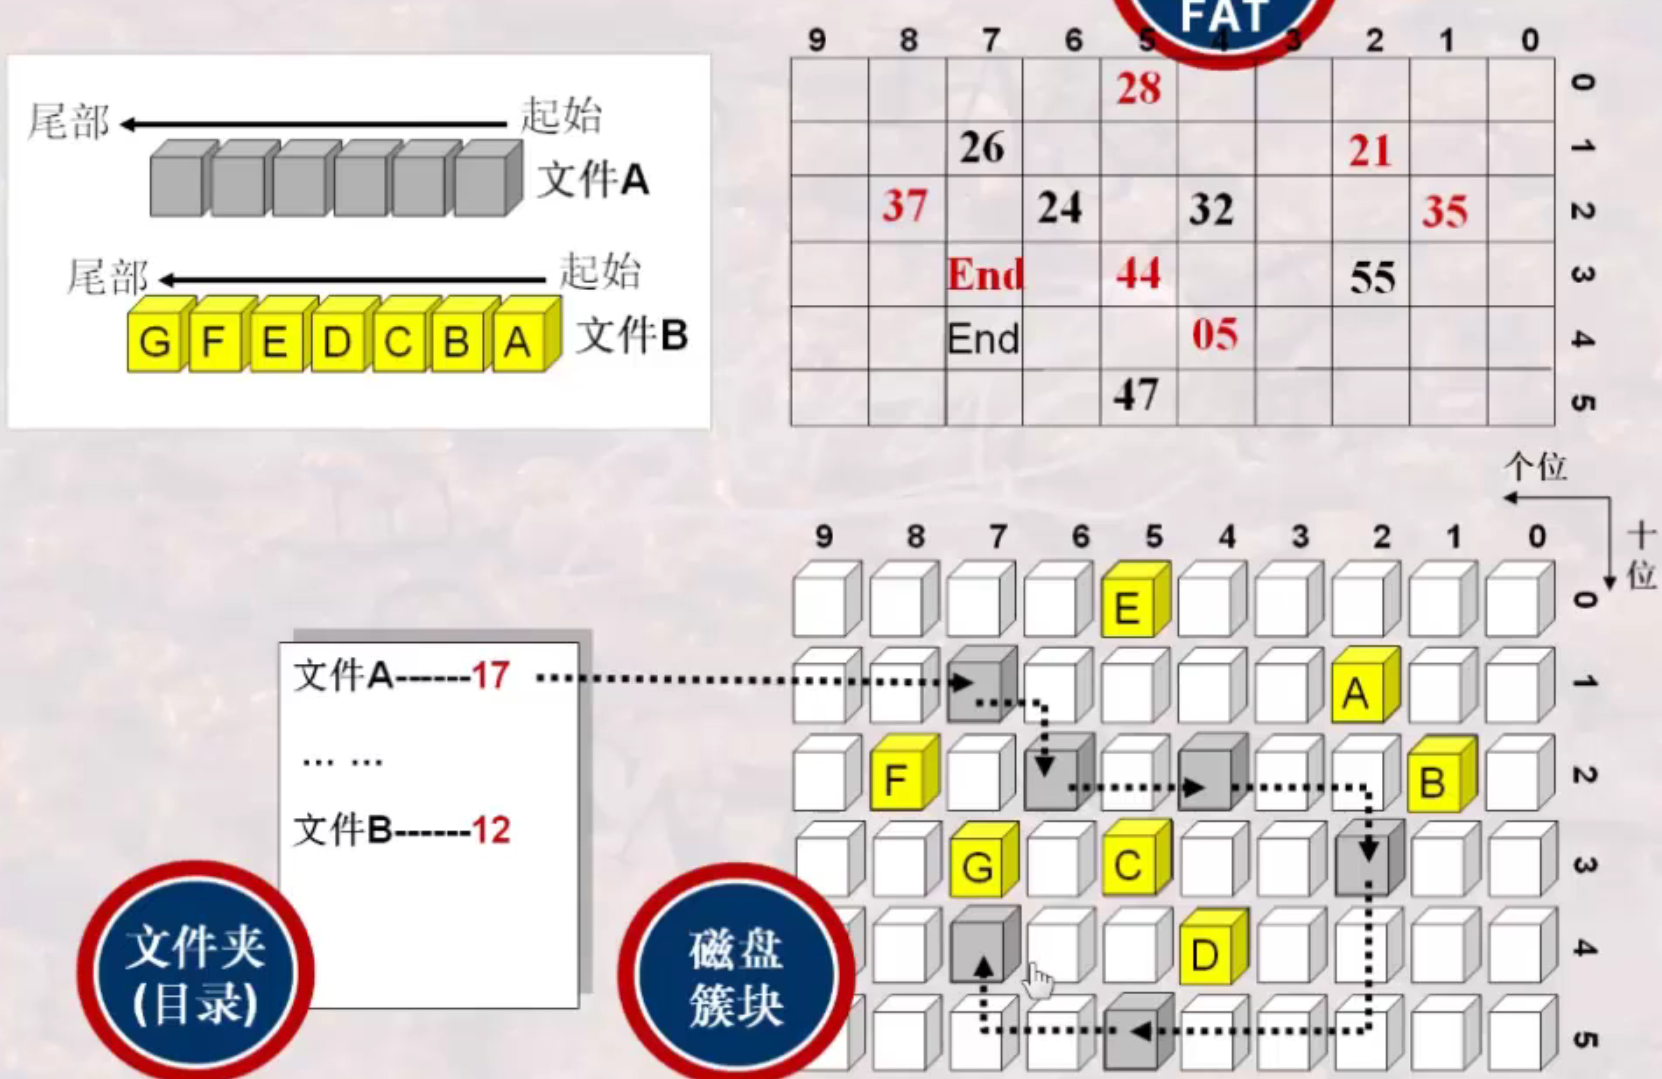 尾部 起始
文件A
尾部 起始
G F E D C B A 文件B
FAT
9 8 7 6 5 4 3 2 1 0
28 0
26 21 1
37 24 32 35 2
End 44 55 3
End 05 4
47 5
个位
十位
9 8 7 6 5 4 3 2 1 0
E 0
A 1
F B 2
G C 3
D 4
5
文件A------17
... ...
文件B------12
文件夹
(目录)
磁盘
簇块